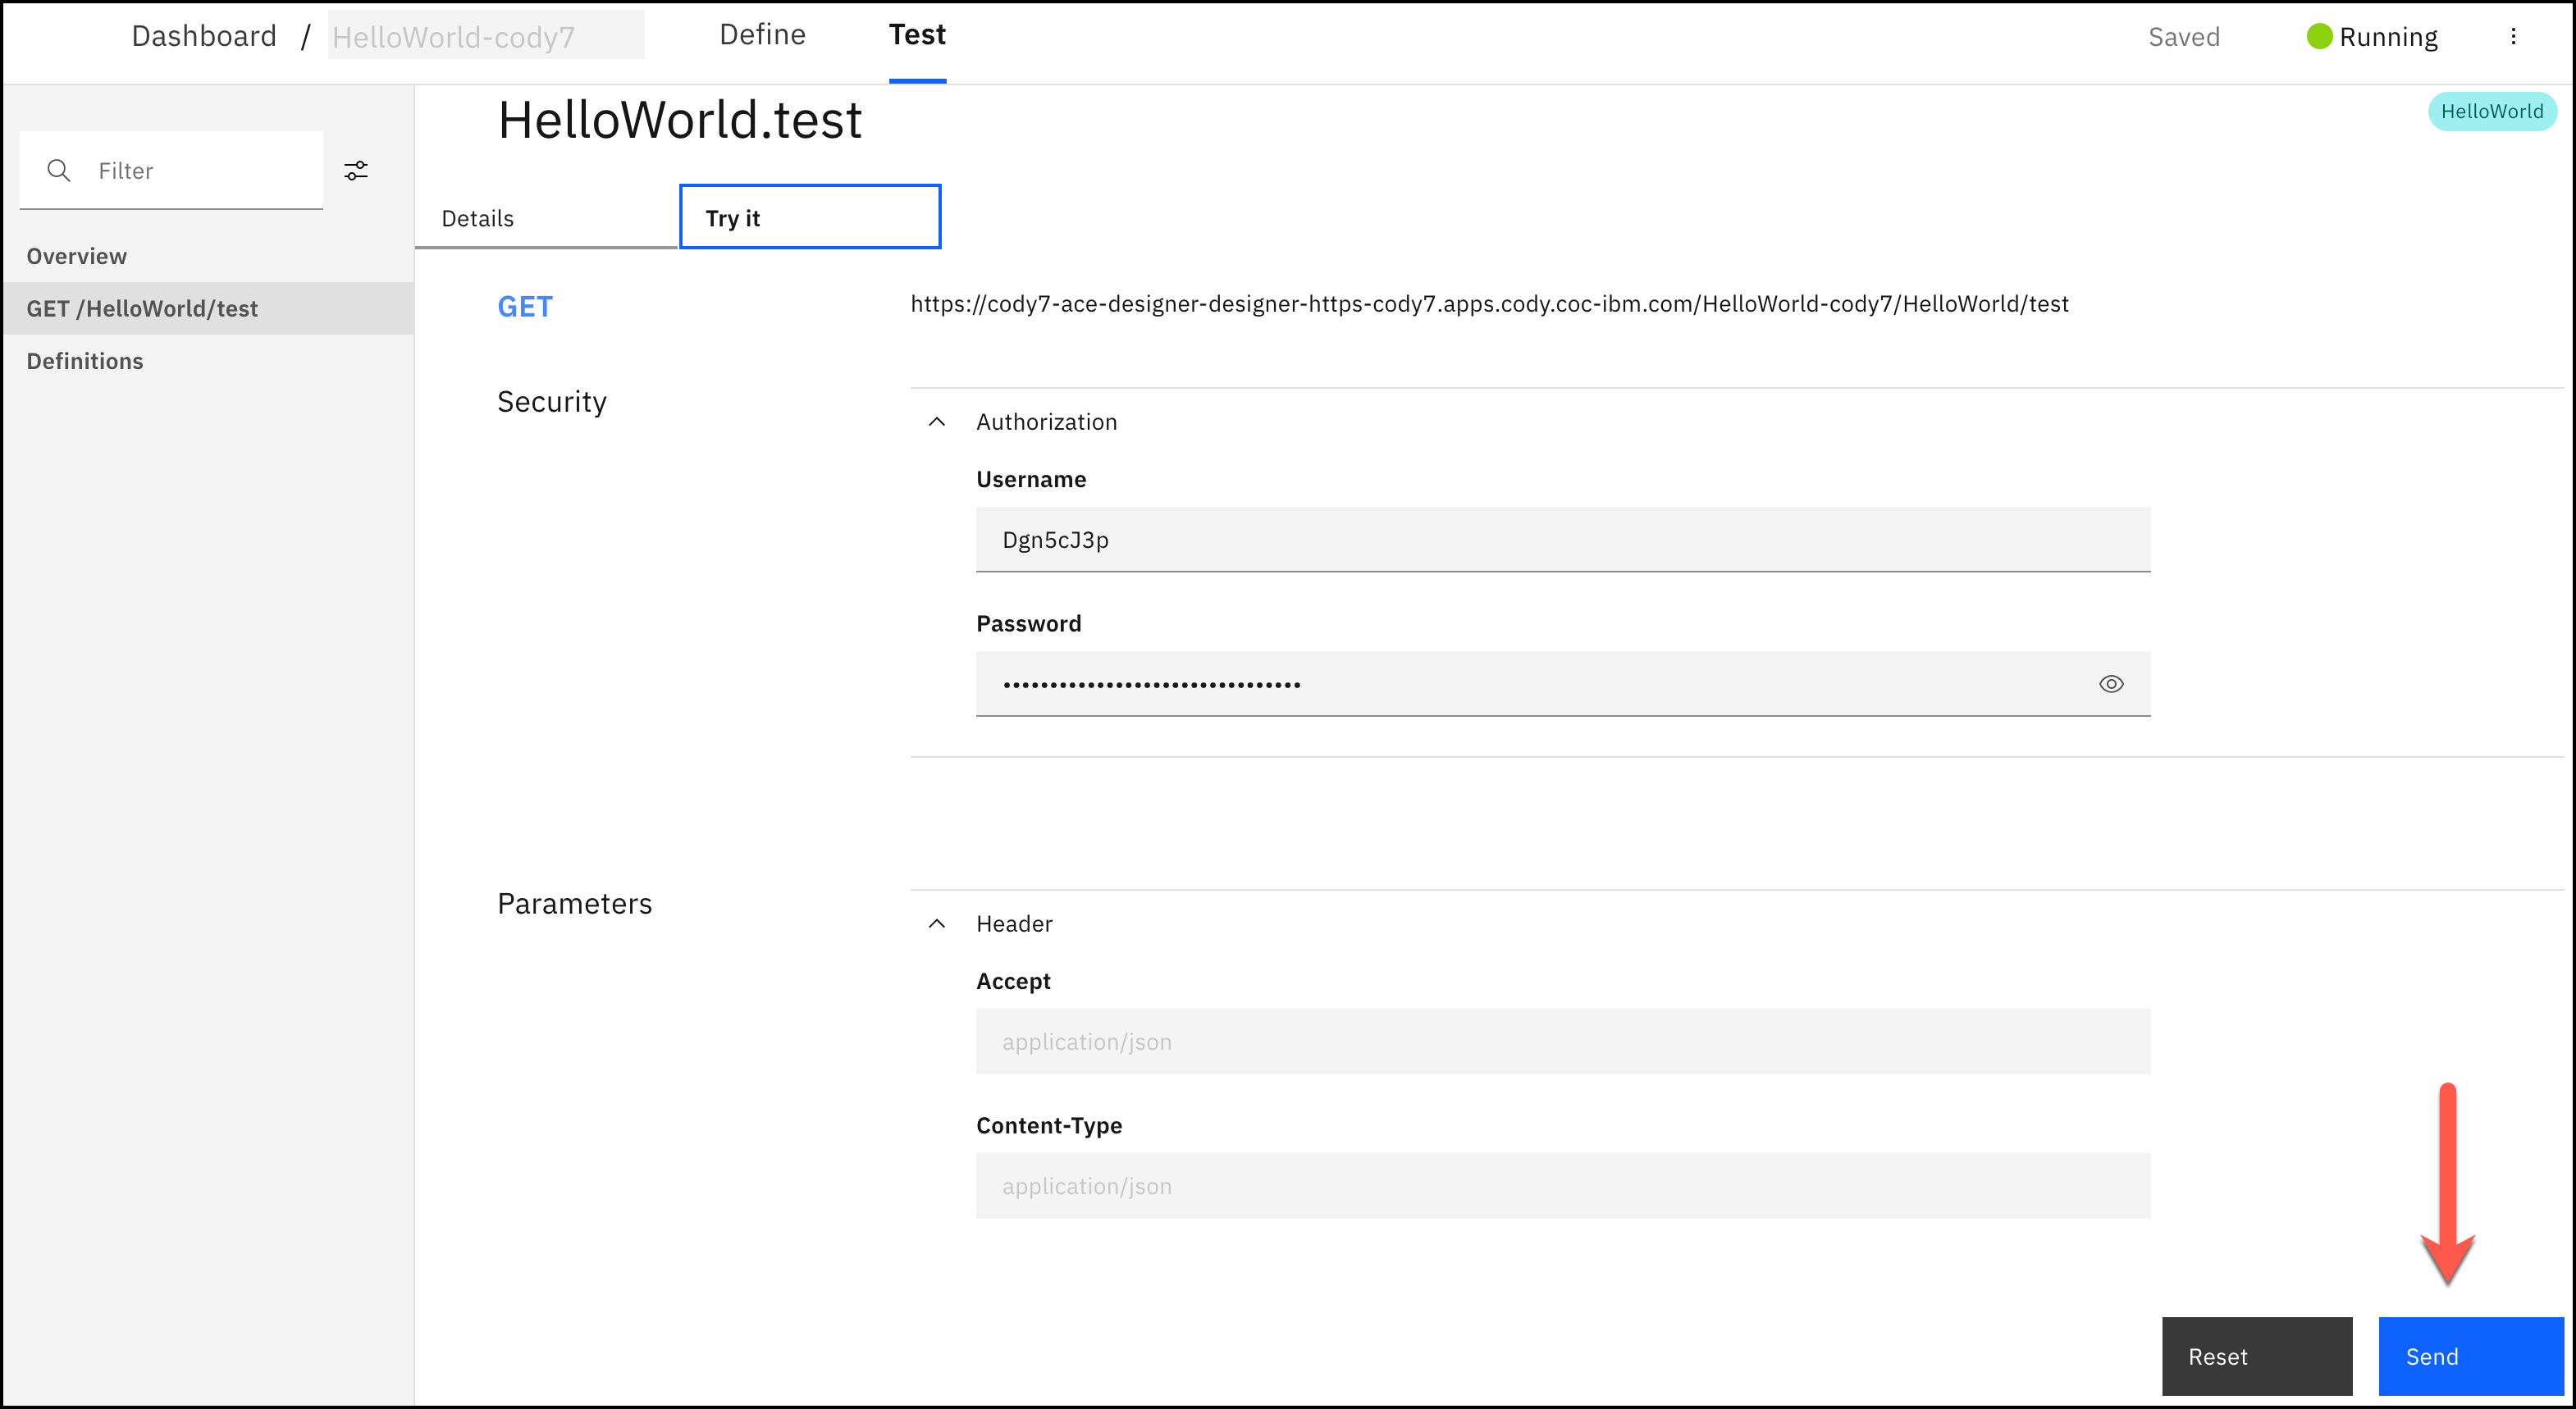 Dashboard / HelloWorld-cody7 Define Test Saved Running
HelloWorld.test HelloWorld
Filter
Details Try it
Overview
GET /HelloWorld/test
Definitions
GET https://cody7-ace-designer-designer-https-cody7.apps.cody.coc-ibm.com/HelloWorld-cody7/HelloWorld/test
Security
Authorization
Username
Dgn5cJ3p
Password
••••••••••••••••••••••••••••••••
Parameters
Header
Accept
application/json
Content-Type
application/json
Reset Send